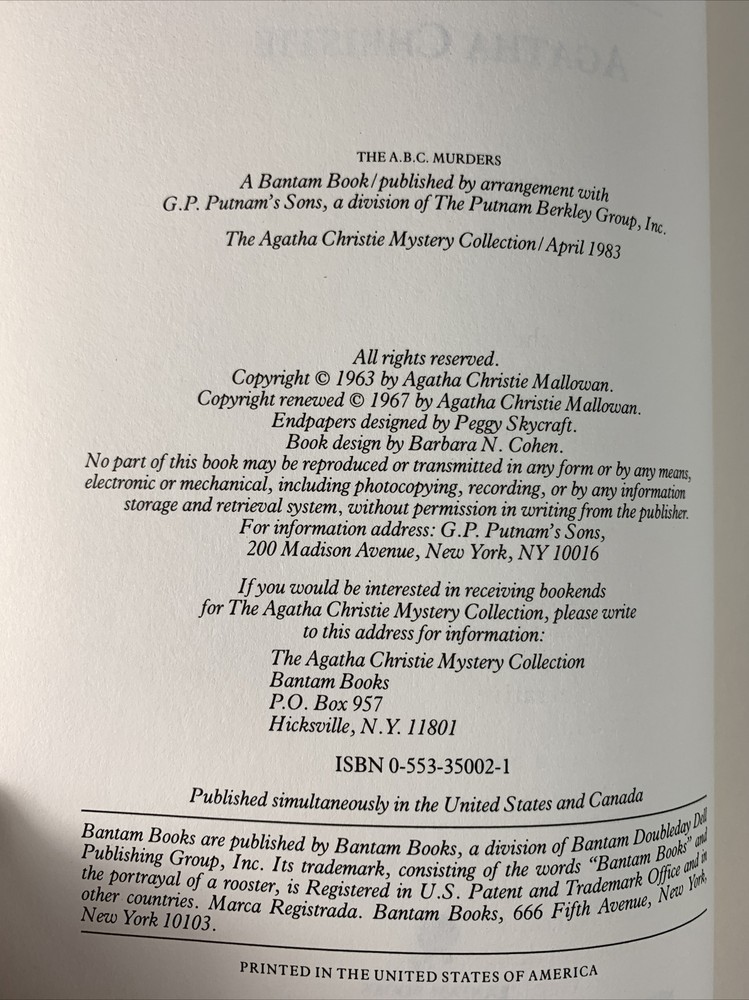 THE A.B.C. MURDERS
A Bantam Book/published by arrangement with
G.P. Putnam's Sons, a division of The Putnam Berkley Group, Inc.
The Agatha Christie Mystery Collection/April 1983
All rights reserved.
Copyright © 1963 by Agatha Christie Mallowan.
Copyright renewed © 1967 by Agatha Christie Mallowan.
Endpapers designed by Peggy Skycraft.
Book design by Barbara N. Cohen.
No part of this book may be reproduced or transmitted in any form or by any means,
electronic or mechanical, including photocopying, recording, or by any information
storage and retrieval system, without permission in writing from the publisher.
For information address: G.P. Putnam's Sons,
200 Madison Avenue, New York, NY 10016
If you would be interested in receiving bookends
for The Agatha Christie Mystery Collection, please write
to this address for information:
The Agatha Christie Mystery Collection
Bantam Books
P.O. Box 957
Hicksville, N.Y. 11801
ISBN 0-553-35002-1
Published simultaneously in the United States and Canada
Bantam Books are published by Bantam Books, a division of Bantam Doubleday Dell
Publishing Group, Inc. Its trademark, consisting of the words "Bantam Books" and
the portrayal of a rooster, is Registered in U.S. Patent and Trademark Office and in
other countries. Marca Registrada. Bantam Books, 666 Fifth Avenue, New York,
New York 10103.
PRINTED IN THE UNITED STATES OF AMERICA